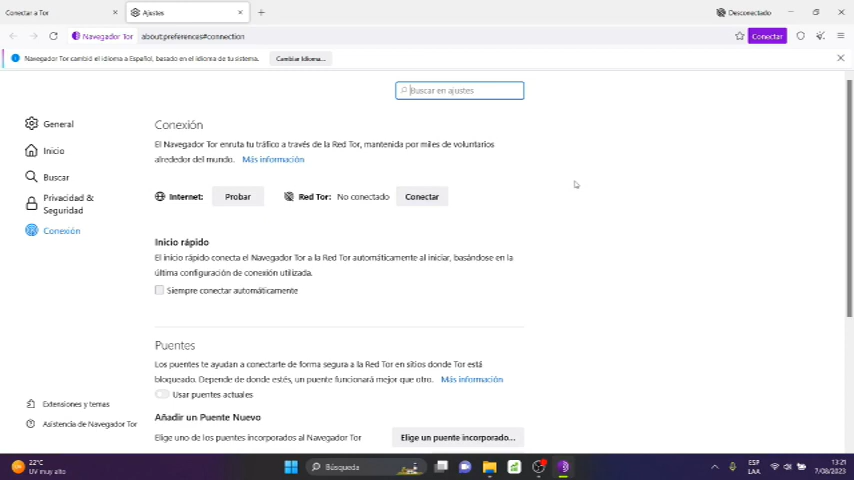 Conectar a Tor
Ajustes
Desconectado
Navegador Tor
about:preferences#connection
Conectar
Navegador Tor cambió el idioma a Español, basado en el idioma de tu sistema.
Cambiar Idioma...
Buscar en ajustes
General
Inicio
Buscar
Privacidad &
Seguridad
Conexión
Extensiones y temas
Asistencia de Navegador Tor
Conexión
El Navegador Tor enruta tu tráfico a través de la Red Tor, mantenida por miles de voluntarios
alrededor del mundo. Más información
Internet: Probar Red Tor: No conectado Conectar
Inicio rápido
El inicio rápido conecta el Navegador Tor a la Red Tor automáticamente al iniciar, basándose en la
última configuración de conexión utilizada.
Siempre conectar automáticamente
Puentes
Los puentes te ayudan a conectarte de forma segura a la Red Tor en sitios donde Tor está
bloqueado. Depende de donde estés, un puente funcionará mejor que otro. Más información
Usar puentes actuales
Añadir un Puente Nuevo
Elige uno de los puentes incorporados al Navegador Tor Elige un puente incorporado...
22°C
UV muy alto
Búsqueda
ESP
LAA
13:21
7/08/2023